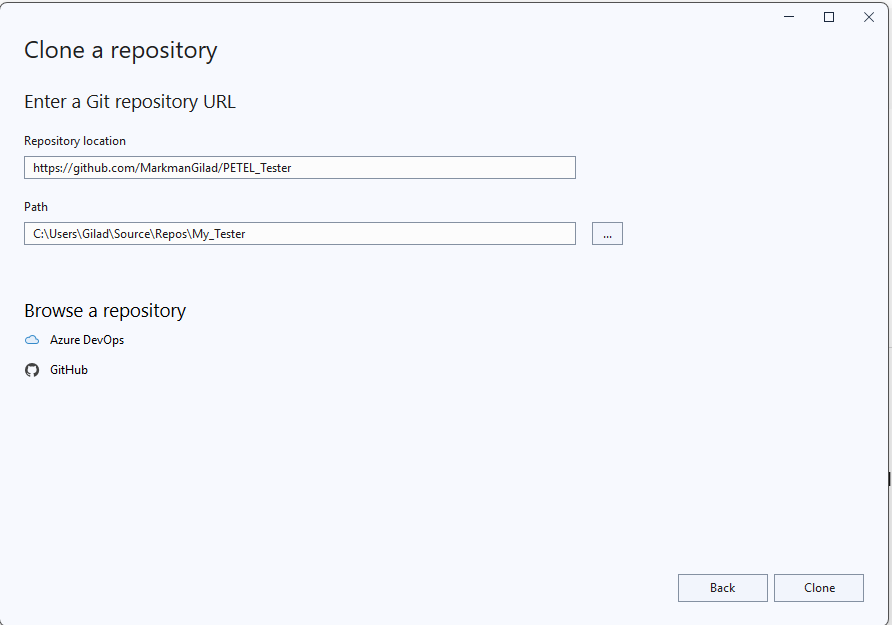 Clone a repository
Enter a Git repository URL
Repository location
https://github.com/MarkmanGilad/PETEL_Tester
Path
C:\Users\Gilad\Source\Repos\My_Tester
...
Browse a repository
Azure DevOps
GitHub
Back
Clone